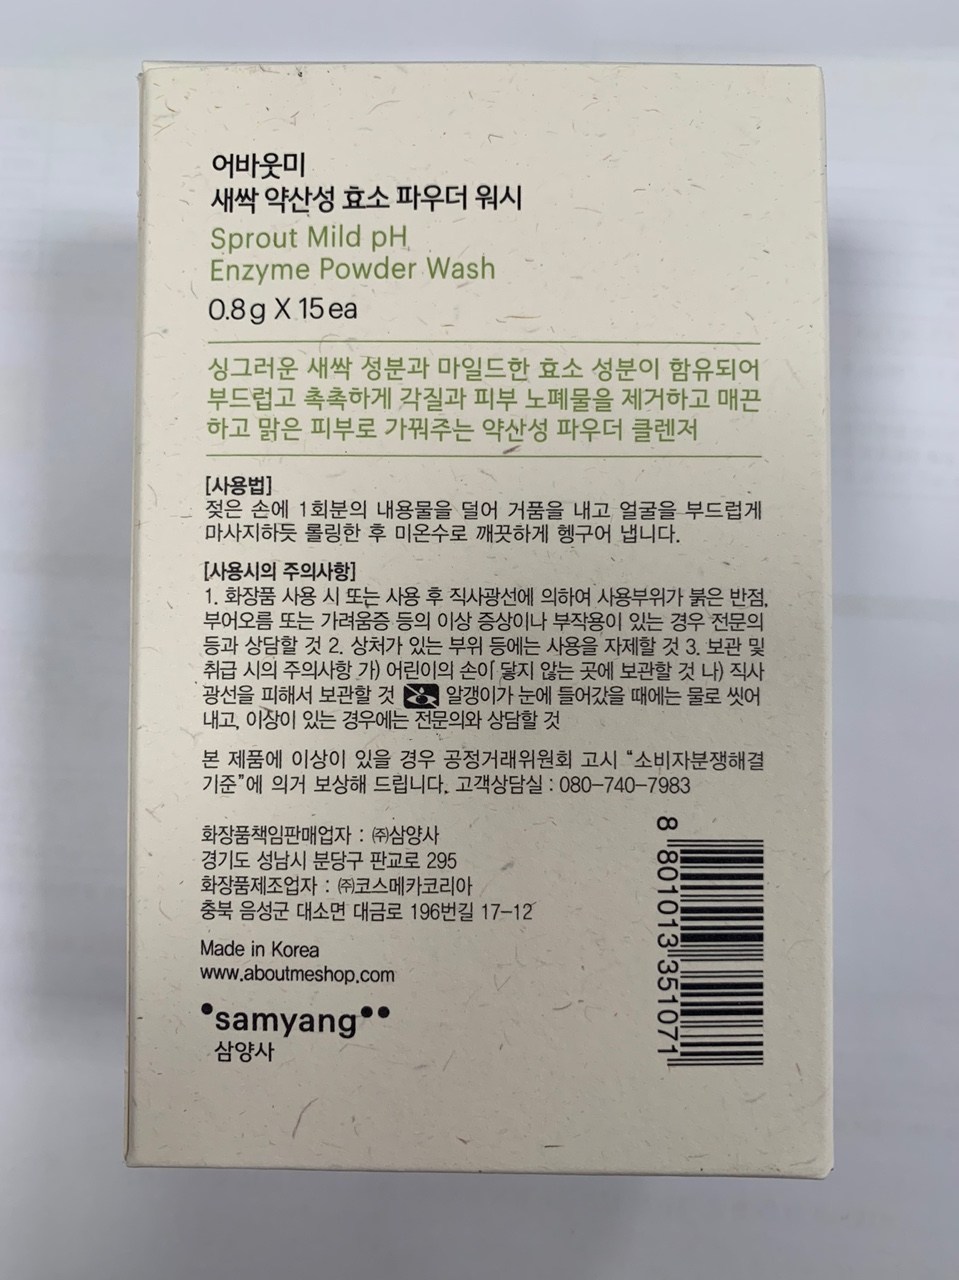 어바웃미
새싹 약산성 효소 파우더 워시
Sprout Mild pH
Enzyme Powder Wash
0.8g X 15ea
싱그러운 새싹 성분과 마일드한 효소 성분이 함유되어
부드럽고 촉촉하게 각질과 피부 노폐물을 제거하고 매끈
하고 맑은 피부로 가꿔주는 약산성 파우더 클렌저
[사용법]
젖은 손에 1회분의 내용물을 덜어 거품을 내고 얼굴을 부드럽게
마사지하듯 롤링한 후 미온수로 깨끗하게 헹구어 냅니다.
[사용시의 주의사항]
1. 화장품 사용 시 또는 사용 후 직사광선에 의하여 사용부위가 붉은 반점,
부어오름 또는 가려움증 등의 이상 증상이나 부작용이 있는 경우 전문의
등과 상담할 것 2. 상처가 있는 부위 등에는 사용을 자제할 것 3. 보관 및
취급 시의 주의사항 가) 어린이의 손이 닿지 않는 곳에 보관할 것 나) 직사
광선을 피해서 보관할 것 알갱이가 눈에 들어갔을 때에는 물로 씻어
내고, 이상이 있는 경우에는 전문의와 상담할 것
본 제품에 이상이 있을 경우 공정거래위원회 고시 “소비자분쟁해결
기준”에 의거 보상해 드립니다. 고객상담실 : 080-740-7983
화장품책임판매업자 : ㈜삼양사
경기도 성남시 분당구 판교로 295
화장품제조업자 : ㈜코스메카코리아
충북 음성군 대소면 대금로 196번길 17-12
Made in Korea
www.aboutmeshop.com
samyang
삼양사
8 801013 351071